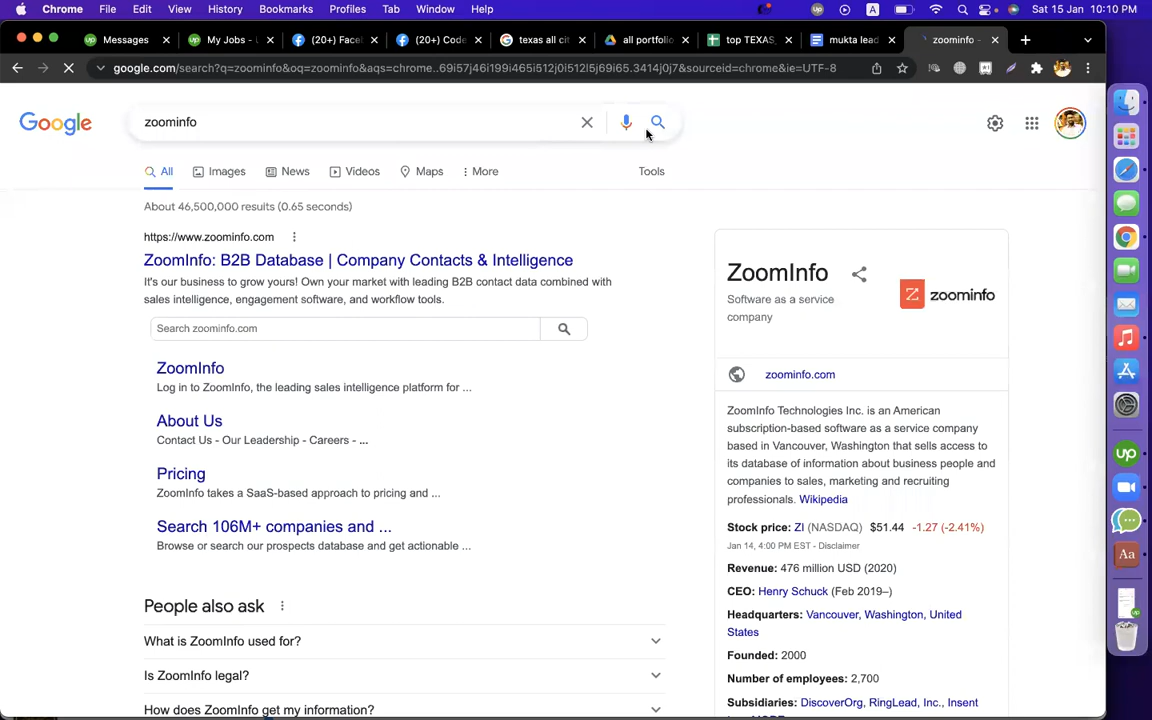 Chrome File Edit View History Bookmarks Profiles Tab Window Help A Sat 15 Jan 10:10 PM
up Messages up My Jobs - (20+) Face (20+) Code texas all cit all portfolio top TEXAS, mukta lead zoominfo -
google.com/search?q=zoominfo&oq=zoominfo&aqs=chrome..69i57j46i199i465i512j0i512l5j69i65.3414j0j7&sourceid=chrome&ie=UTF-8
Google
zoominfo
All Images News Videos Maps More Tools
About 46,500,000 results (0.65 seconds)
https://www.zoominfo.com
ZoomInfo: B2B Database | Company Contacts & Intelligence
It's our business to grow yours! Own your market with leading B2B contact data combined with
sales intelligence, engagement software, and workflow tools.
Search zoominfo.com
ZoomInfo
Log in to ZoomInfo, the leading sales intelligence platform for ...
About Us
Contact Us - Our Leadership - Careers - ...
Pricing
ZoomInfo takes a SaaS-based approach to pricing and ...
Search 106M+ companies and ...
Browse or search our prospects database and get actionable ...
People also ask
What is ZoomInfo used for?
Is ZoomInfo legal?
How does ZoomInfo get my information?
ZoomInfo
Software as a service
company
zoominfo
zoominfo.com
ZoomInfo Technologies Inc. is an American
subscription-based software as a service company
based in Vancouver, Washington that sells access to
its database of information about business people and
companies to sales, marketing and recruiting
professionals. Wikipedia
Stock price: ZI (NASDAQ) $51.44 -1.27 (-2.41%)
Jan 14, 4:00 PM EST - Disclaimer
Revenue: 476 million USD (2020)
CEO: Henry Schuck (Feb 2019–)
Headquarters: Vancouver, Washington, United
States
Founded: 2000
Number of employees: 2,700
Subsidiaries: DiscoverOrg, RingLead, Inc., Insent
up
Aa